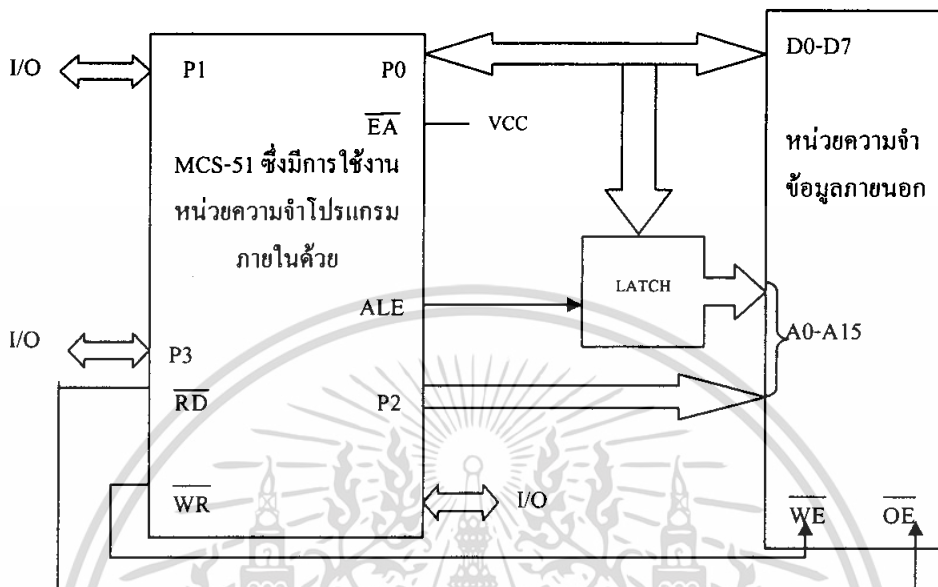 I/O
P1
P0
D0-D7
EA
VCC
MCS-51 ซึ่งมีการใช้งาน
หน่วยความจำโปรแกรม
ภายในด้วย
หน่วยความจำ
ข้อมูลภายนอก
LATCH
ALE
A0-A15
I/O
P3
RD
P2
WR
I/O
WE
OE